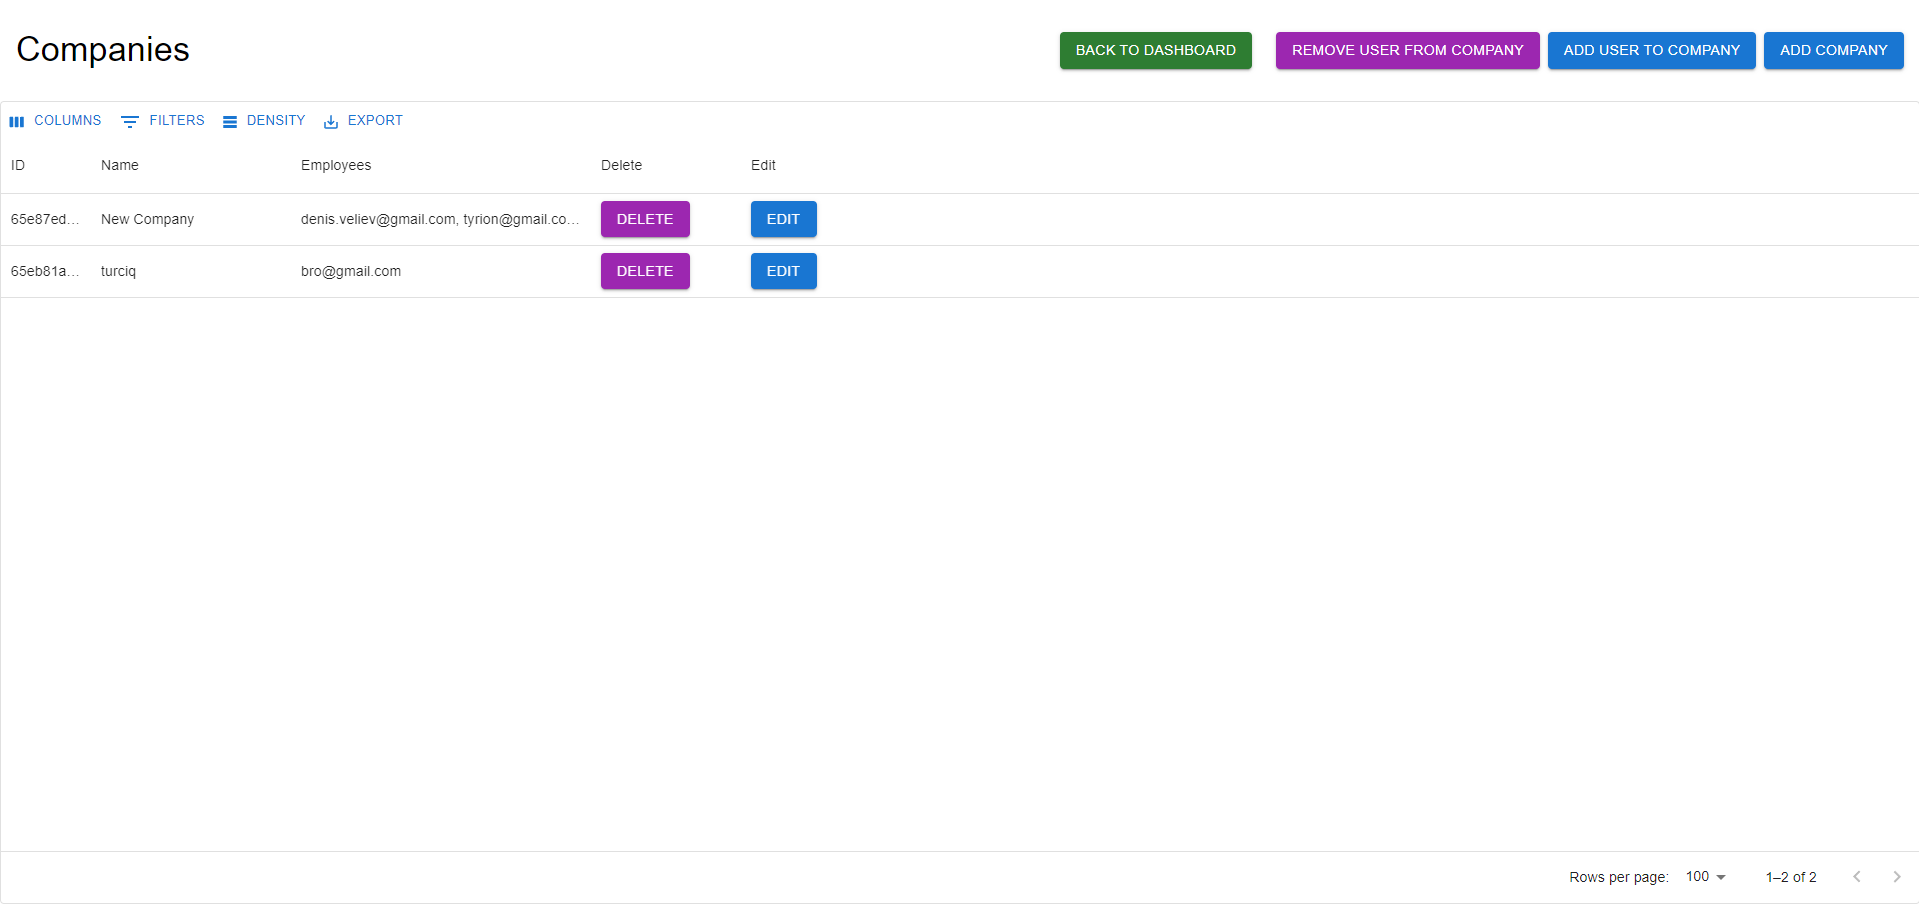 Companies
BACK TO DASHBOARD REMOVE USER FROM COMPANY ADD USER TO COMPANY ADD COMPANY
COLUMNS FILTERS DENSITY EXPORT
ID Name Employees Delete Edit
65e87ed... New Company denis.veliev@gmail.com, tyrion@gmail.co... DELETE EDIT
65eb81a... turciq bro@gmail.com DELETE EDIT
Rows per page: 100 1–2 of 2